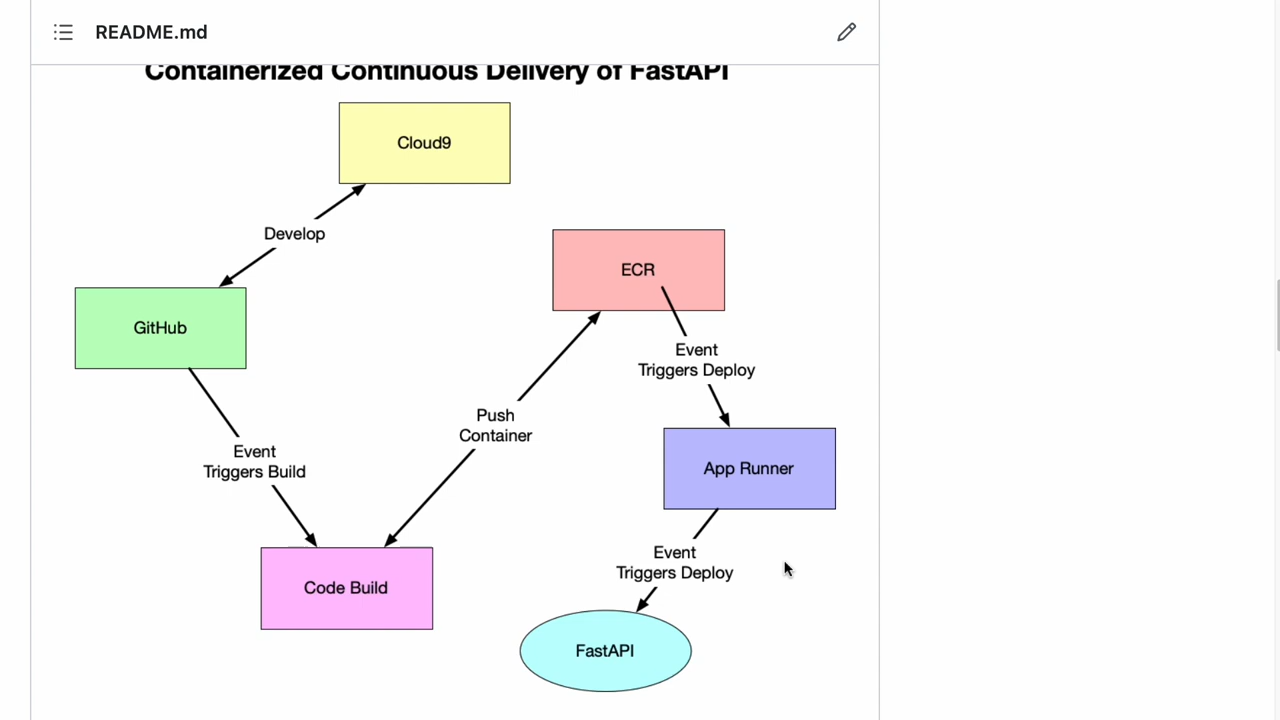 README.md
Containerized Continuous Delivery of FastAPI
Cloud9
Develop
ECR
GitHub
Event
Triggers Deploy
Push
Container
Event
Triggers Build
App Runner
Event
Triggers Deploy
Code Build
FastAPI